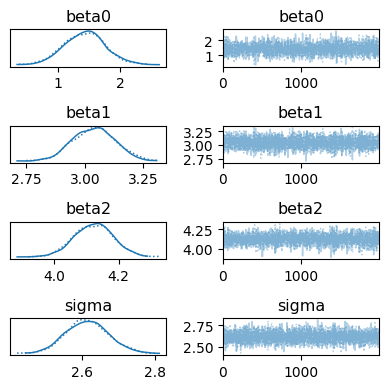 beta0 beta0
2
1
1 2 0 1000
beta1 beta1
3.25
3.00
2.75
2.75 3.00 3.25 0 1000
beta2 beta2
4.25
4.00
4.0 4.2 0 1000
sigma sigma
2.75
2.50
2.6 2.8 0 1000